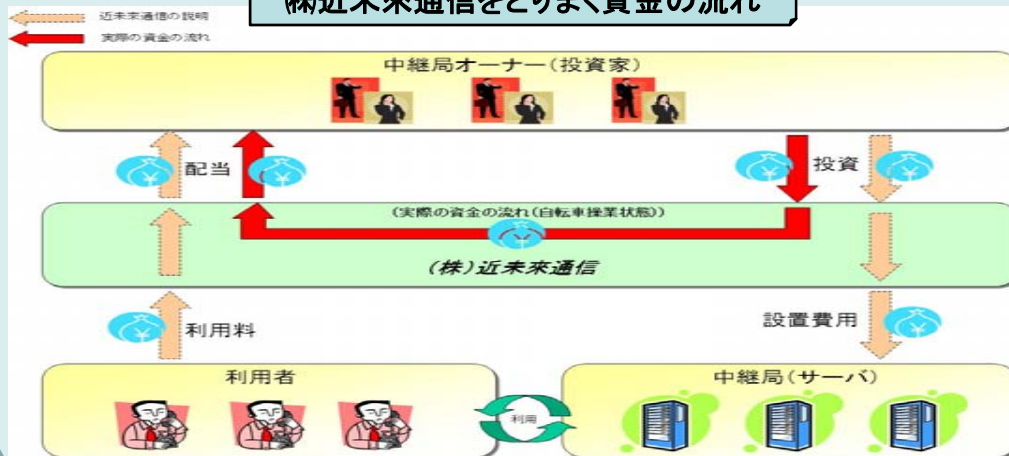 ㈱近未来通信をとりまく資金の流れ
近未来通信の説明
実際の資金の流れ
中継局オーナー(投資家)
配当
投資
(実際の資金の流れ(自転車操業状態))
(株)近未来通信
利用料
設置費用
利用者
中継局(サーバ)
利用